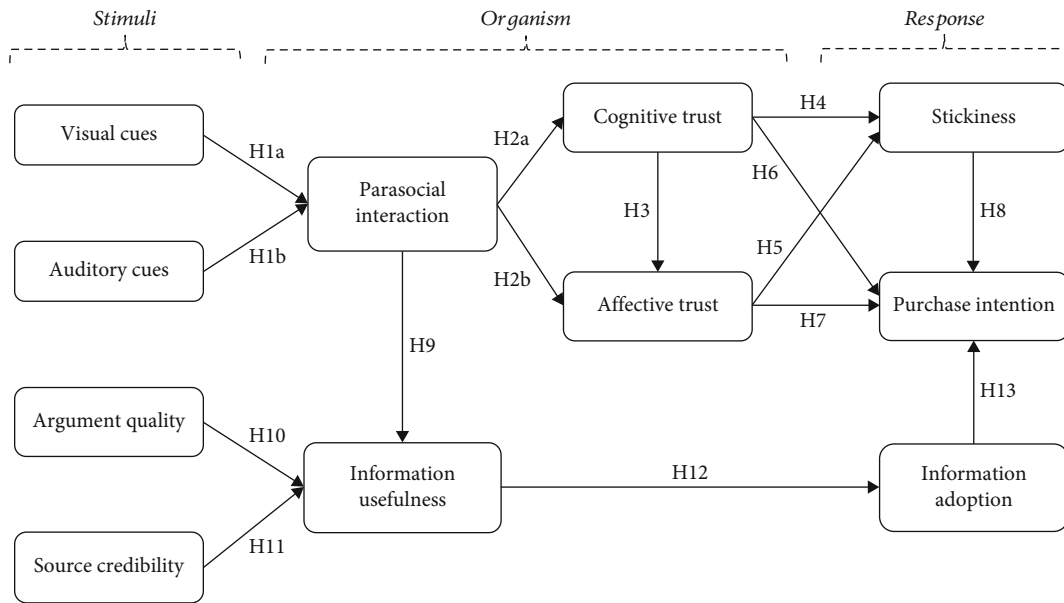 Stimuli
Organism
Response
Visual cues
Auditory cues
Argument quality
Source credibility
H1a
H1b
H10
H11
Parasocial
interaction
H9
Information
usefulness
H2a
H2b
Cognitive trust
H3
Affective trust
H4
H6
H5
H7
H12
Stickiness
H8
Purchase intention
H13
Information
adoption